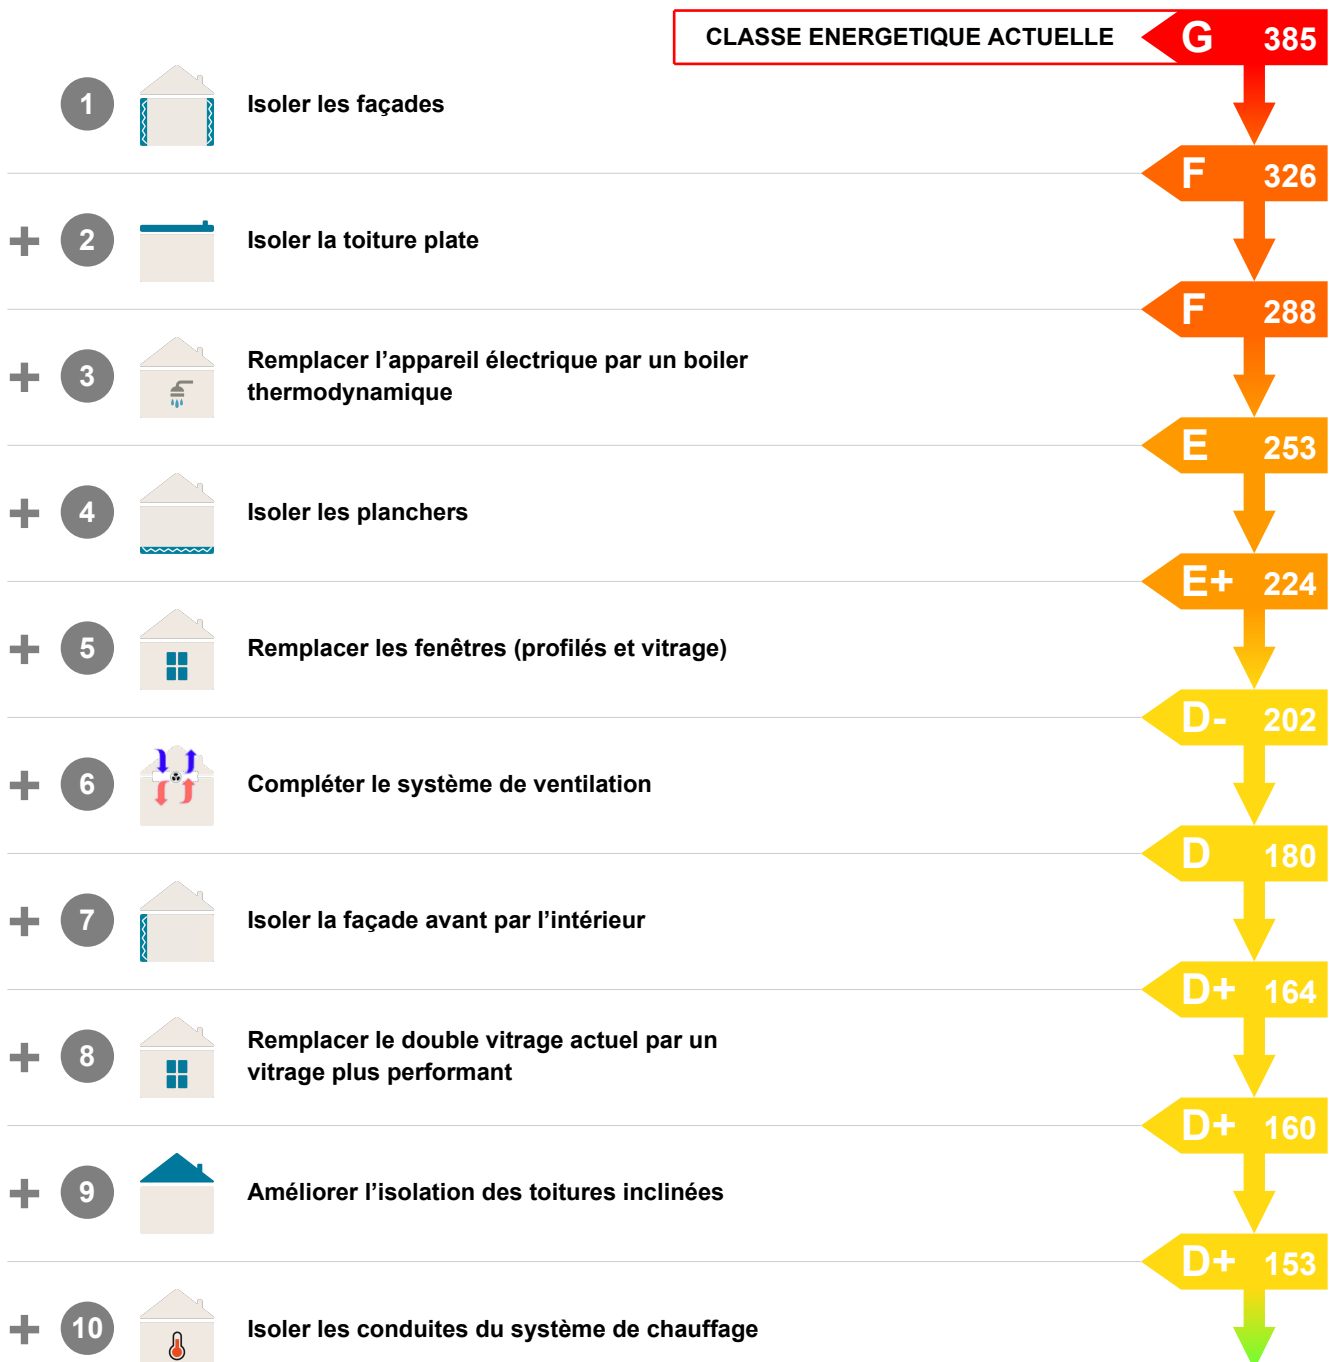 CLASSE ENERGETIQUE ACTUELLE G 385
1 Isoler les façades
F 326
+ 2 Isoler la toiture plate
F 288
+ 3 Remplacer l’appareil électrique par un boiler
thermodynamique
E 253
+ 4 Isoler les planchers
E+ 224
+ 5 Remplacer les fenêtres (profilés et vitrage)
D- 202
+ 6 Compléter le système de ventilation
D 180
+ 7 Isoler la façade avant par l’intérieur
D+ 164
+ 8 Remplacer le double vitrage actuel par un
vitrage plus performant
D+ 160
+ 9 Améliorer l’isolation des toitures inclinées
D+ 153
+ 10 Isoler les conduites du système de chauffage